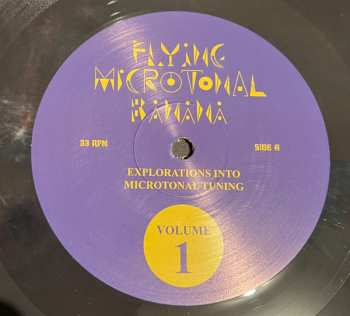 FLYING
MICROTONAL
BANANA
33 RPM
SIDE A
EXPLORATIONS INTO
MICROTONAL TUNING
VOLUME
1